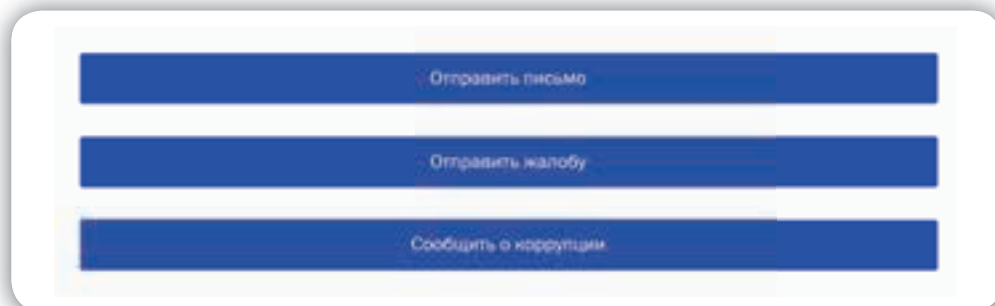 Отправить письмо
Отправить жалобу
Сообщить о коррупции